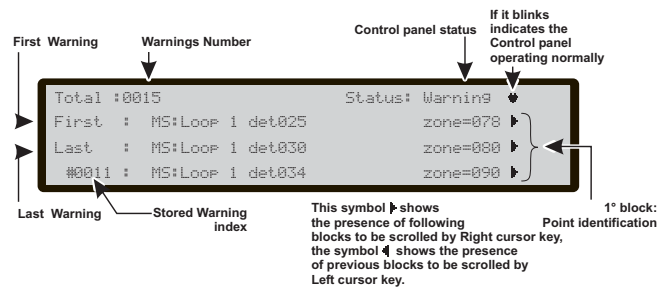 First Warning
Warnings Number
Control panel status
If it blinks
indicates the
Control panel
operating normally
Total :0015 Status: Warning
First : MS:Loop 1 det025 zone=078
Last : MS:Loop 1 det030 zone=080
#0011 : MS:Loop 1 det034 zone=090
Last Warning
Stored Warning
index
This symbol shows
the presence of following
blocks to be scrolled by Right cursor key,
the symbol shows the presence
of previous blocks to be scrolled by
Left cursor key.
1° block:
Point identification